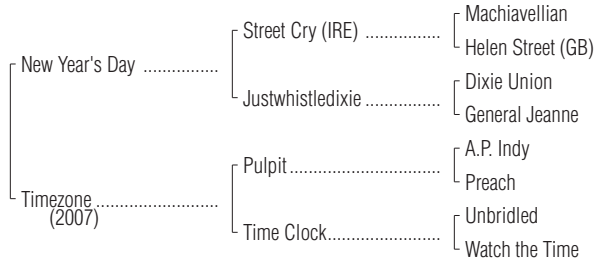 Machiavellian
Street Cry (IRE) ..................
Helen Street (GB)
New Year's Day ................
Dixie Union
Justwhistledixie ..................
General Jeanne
A.P. Indy
Pulpit....................................
Preach
Timezone ...........................
(2007)
Unbridled
Time Clock...........................
Watch the Time